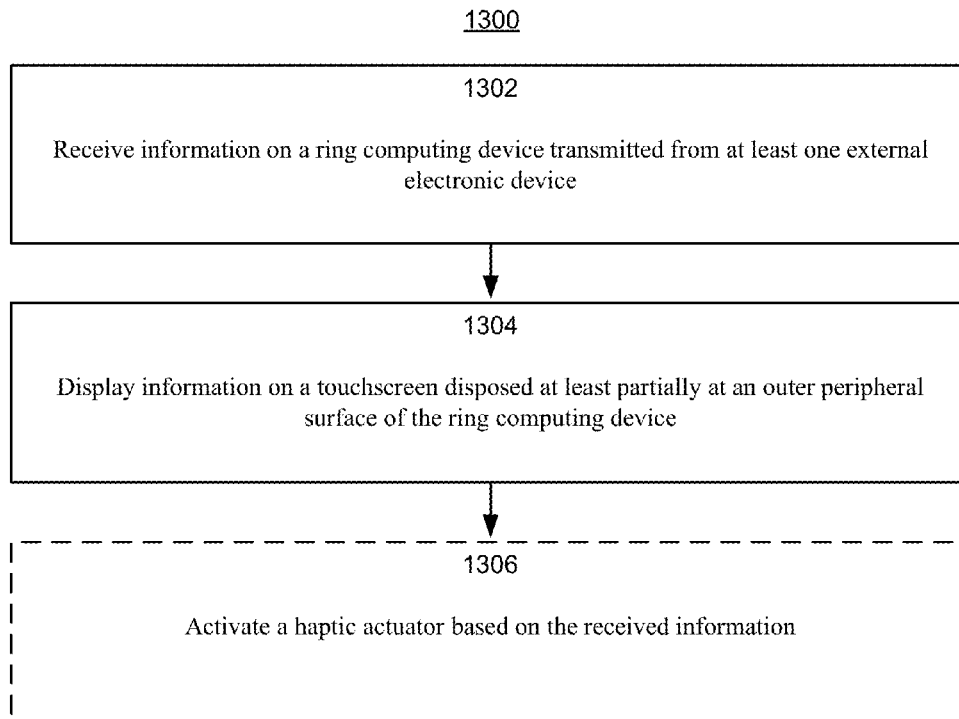 1300
1302
Receive information on a ring computing device transmitted from at least one external
electronic device
1304
Display information on a touchscreen disposed at least partially at an outer peripheral
surface of the ring computing device
1306
Activate a haptic actuator based on the received information